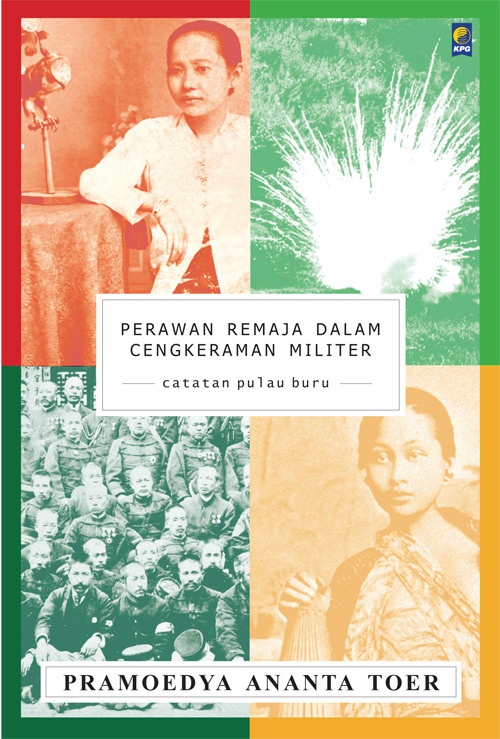 KPG
PERAWAN REMAJA DALAM
CENGKERAMAN MILITER
catatan pulau buru
PRAMOEDYA ANANTA TOER